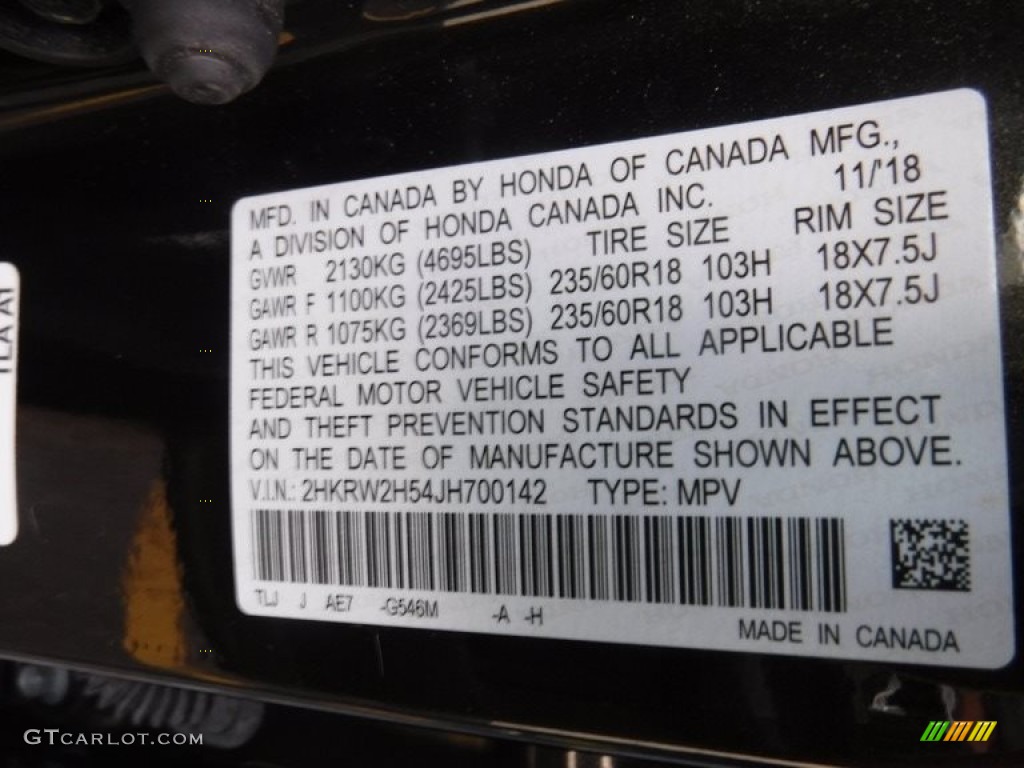 MFD. IN CANADA BY HONDA OF CANADA MFG.,
A DIVISION OF HONDA CANADA INC. 11/'18
GVWR 2130KG (4695LBS) TIRE SIZE RIM SIZE
GAWR F 1100KG (2425LBS) 235/60R18 103H 18X7.5J
GAWR R 1075KG (2369LBS) 235/60R18 103H 18X7.5J
THIS VEHICLE CONFORMS TO ALL APPLICABLE
FEDERAL MOTOR VEHICLE SAFETY
AND THEFT PREVENTION STANDARDS IN EFFECT
ON THE DATE OF MANUFACTURE SHOWN ABOVE.
V.I.N.: 2HKRW2H54JH700142 TYPE: MPV
TLJ J AE7 -G546M -A -H
MADE IN CANADA
GTCARLOT.COM